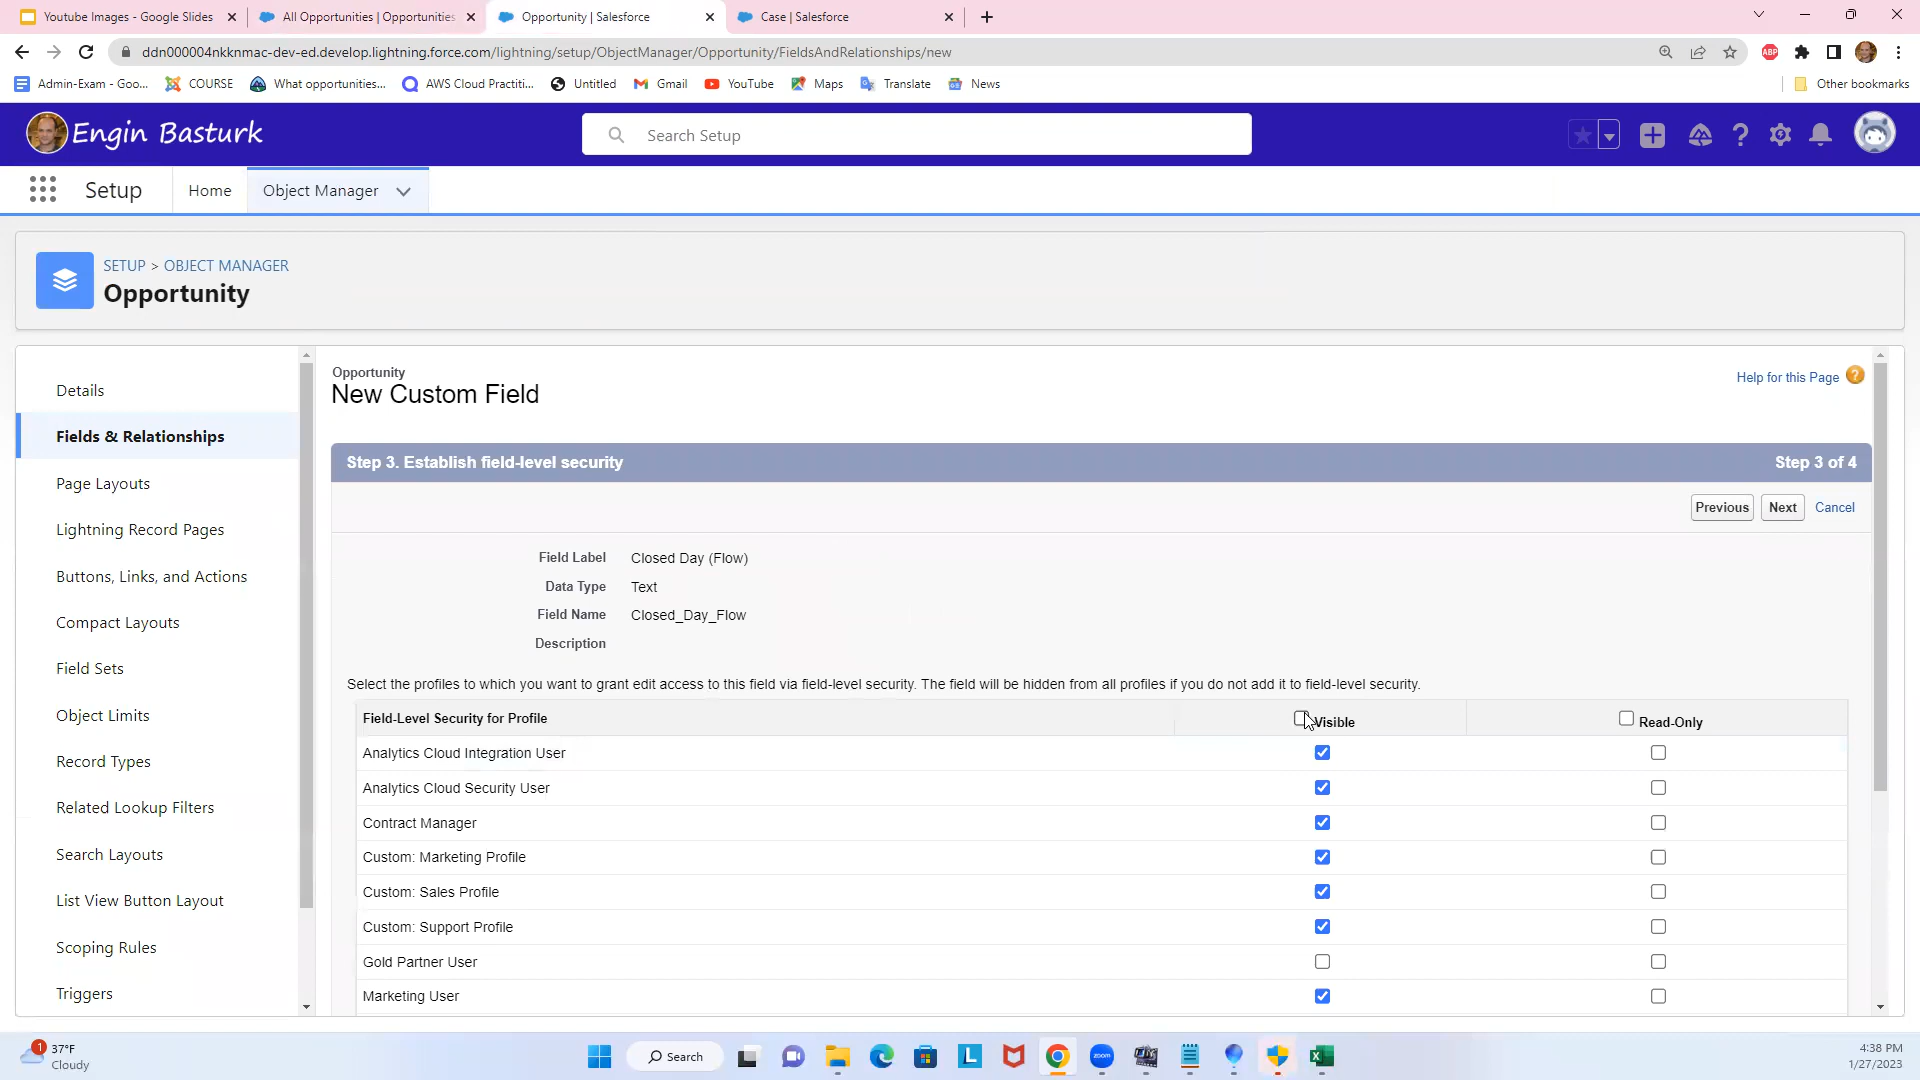 Youtube Images - Google Slides
All Opportunities | Opportunities
Opportunity | Salesforce
Case | Salesforce
ddn000004nkknmac-dev-ed.develop.lightning.force.com/lightning/setup/ObjectManager/Opportunity/FieldsAndRelationships/new
ABP
Admin-Exam - Goo...
COURSE
What opportunities...
AWS Cloud Practiti...
Untitled
Gmail
YouTube
Maps
Translate
News
Other bookmarks
Engin Basturk
Search Setup
Setup
Home
Object Manager
SETUP > OBJECT MANAGER
Opportunity
Details
Fields & Relationships
Page Layouts
Lightning Record Pages
Buttons, Links, and Actions
Compact Layouts
Field Sets
Object Limits
Record Types
Related Lookup Filters
Search Layouts
List View Button Layout
Scoping Rules
Triggers
Opportunity
New Custom Field
Help for this Page
Step 3. Establish field-level security
Step 3 of 4
Previous
Next
Cancel
Field Label Closed Day (Flow)
Data Type Text
Field Name Closed_Day_Flow
Description
Select the profiles to which you want to grant edit access to this field via field-level security. The field will be hidden from all profiles if you do not add it to field-level security.
Field-Level Security for Profile
Visible
Read-Only
Analytics Cloud Integration User
Analytics Cloud Security User
Contract Manager
Custom: Marketing Profile
Custom: Sales Profile
Custom: Support Profile
Gold Partner User
Marketing User
1
37°F
Cloudy
Search
L
zoom
4:38 PM
1/27/2023